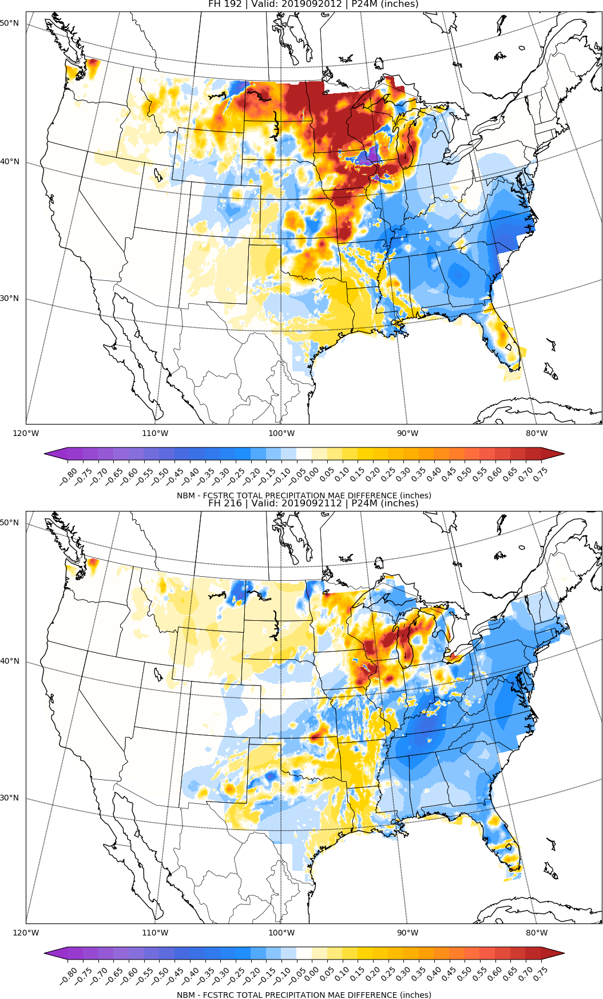 FH 192 | Valid: 2019092012 | P24M (inches)
50°N
40°N
30°N
120°W 110°W 100°W 90°W 80°W
−0.80 −0.75 −0.70 −0.65 −0.60 −0.55 −0.50 −0.45 −0.40 −0.35 −0.30 −0.25 −0.20 −0.15 −0.10 −0.05 0.00 0.05 0.10 0.15 0.20 0.25 0.30 0.35 0.40 0.45 0.50 0.55 0.60 0.65 0.70 0.75
NBM - FCSTRC TOTAL PRECIPITATION MAE DIFFERENCE (inches)
FH 216 | Valid: 2019092112 | P24M (inches)
50°N
40°N
30°N
120°W 110°W 100°W 90°W 80°W
−0.80 −0.75 −0.70 −0.65 −0.60 −0.55 −0.50 −0.45 −0.40 −0.35 −0.30 −0.25 −0.20 −0.15 −0.10 −0.05 0.00 0.05 0.10 0.15 0.20 0.25 0.30 0.35 0.40 0.45 0.50 0.55 0.60 0.65 0.70 0.75
NBM - FCSTRC TOTAL PRECIPITATION MAE DIFFERENCE (inches)